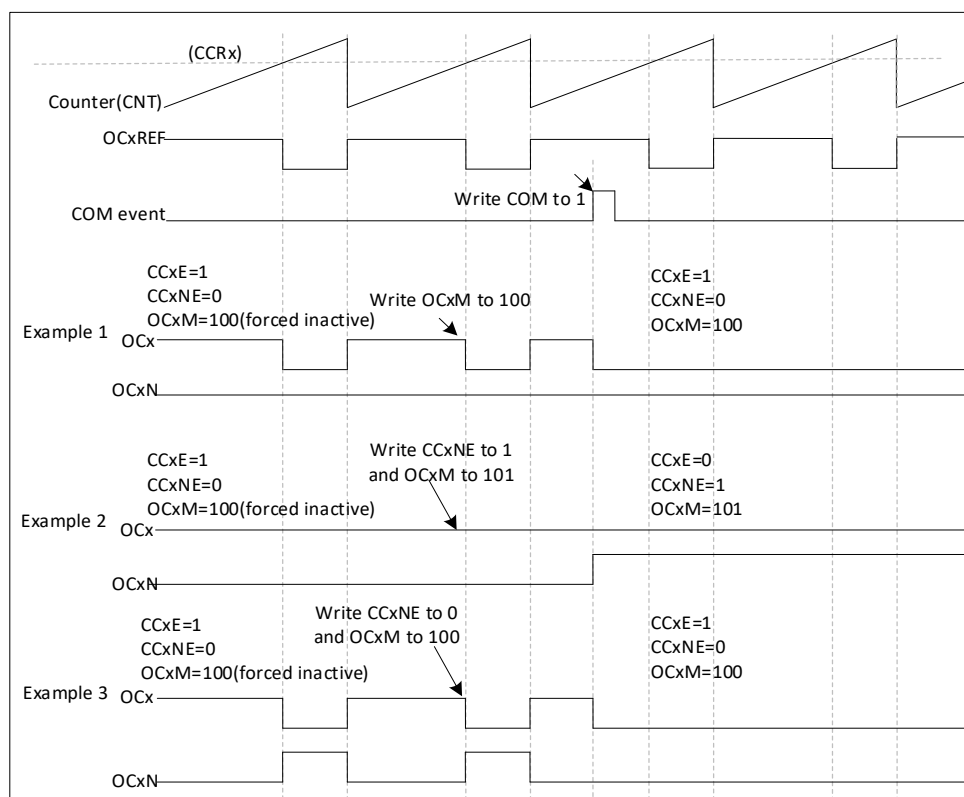 (CCRx)
Counter(CNT)
OCxREF
Write COM to 1
COM event
CCxE=1
CCxNE=0
OCxM=100(forced inactive)
Write OCxM to 100
CCxE=1
CCxNE=0
OCxM=100
Example 1
OCx
OCxN
CCxE=1
CCxNE=0
OCxM=100(forced inactive)
Write CCxNE to 1
and OCxM to 101
CCxE=0
CCxNE=1
OCxM=101
Example 2
OCx
OCxN
CCxE=1
CCxNE=0
OCxM=100(forced inactive)
Write CCxNE to 0
and OCxM to 100
CCxE=1
CCxNE=0
OCxM=100
Example 3
OCx
OCxN